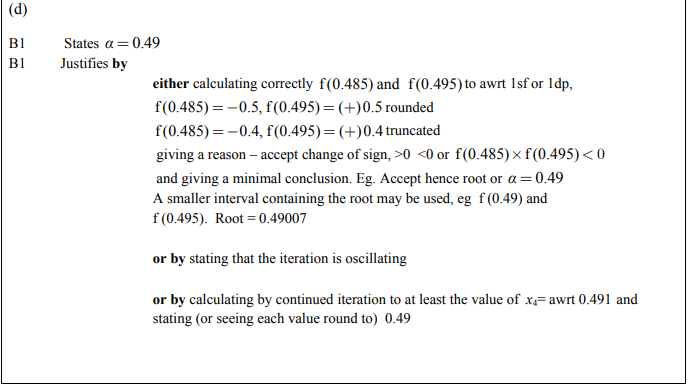 (d)
B1 States α = 0.49
B1 Justifies by
either calculating correctly f(0.485) and f(0.495) to awrt 1sf or 1dp,
f(0.485) = −0.5, f(0.495) = (+)0.5 rounded
f(0.485) = −0.4, f(0.495) = (+)0.4 truncated
giving a reason – accept change of sign, >0 <0 or f(0.485) × f(0.495) < 0
and giving a minimal conclusion. Eg. Accept hence root or α = 0.49
A smaller interval containing the root may be used, eg f (0.49) and
f (0.495). Root = 0.49007
or by stating that the iteration is oscillating
or by calculating by continued iteration to at least the value of x₄= awrt 0.491 and
stating (or seeing each value round to) 0.49